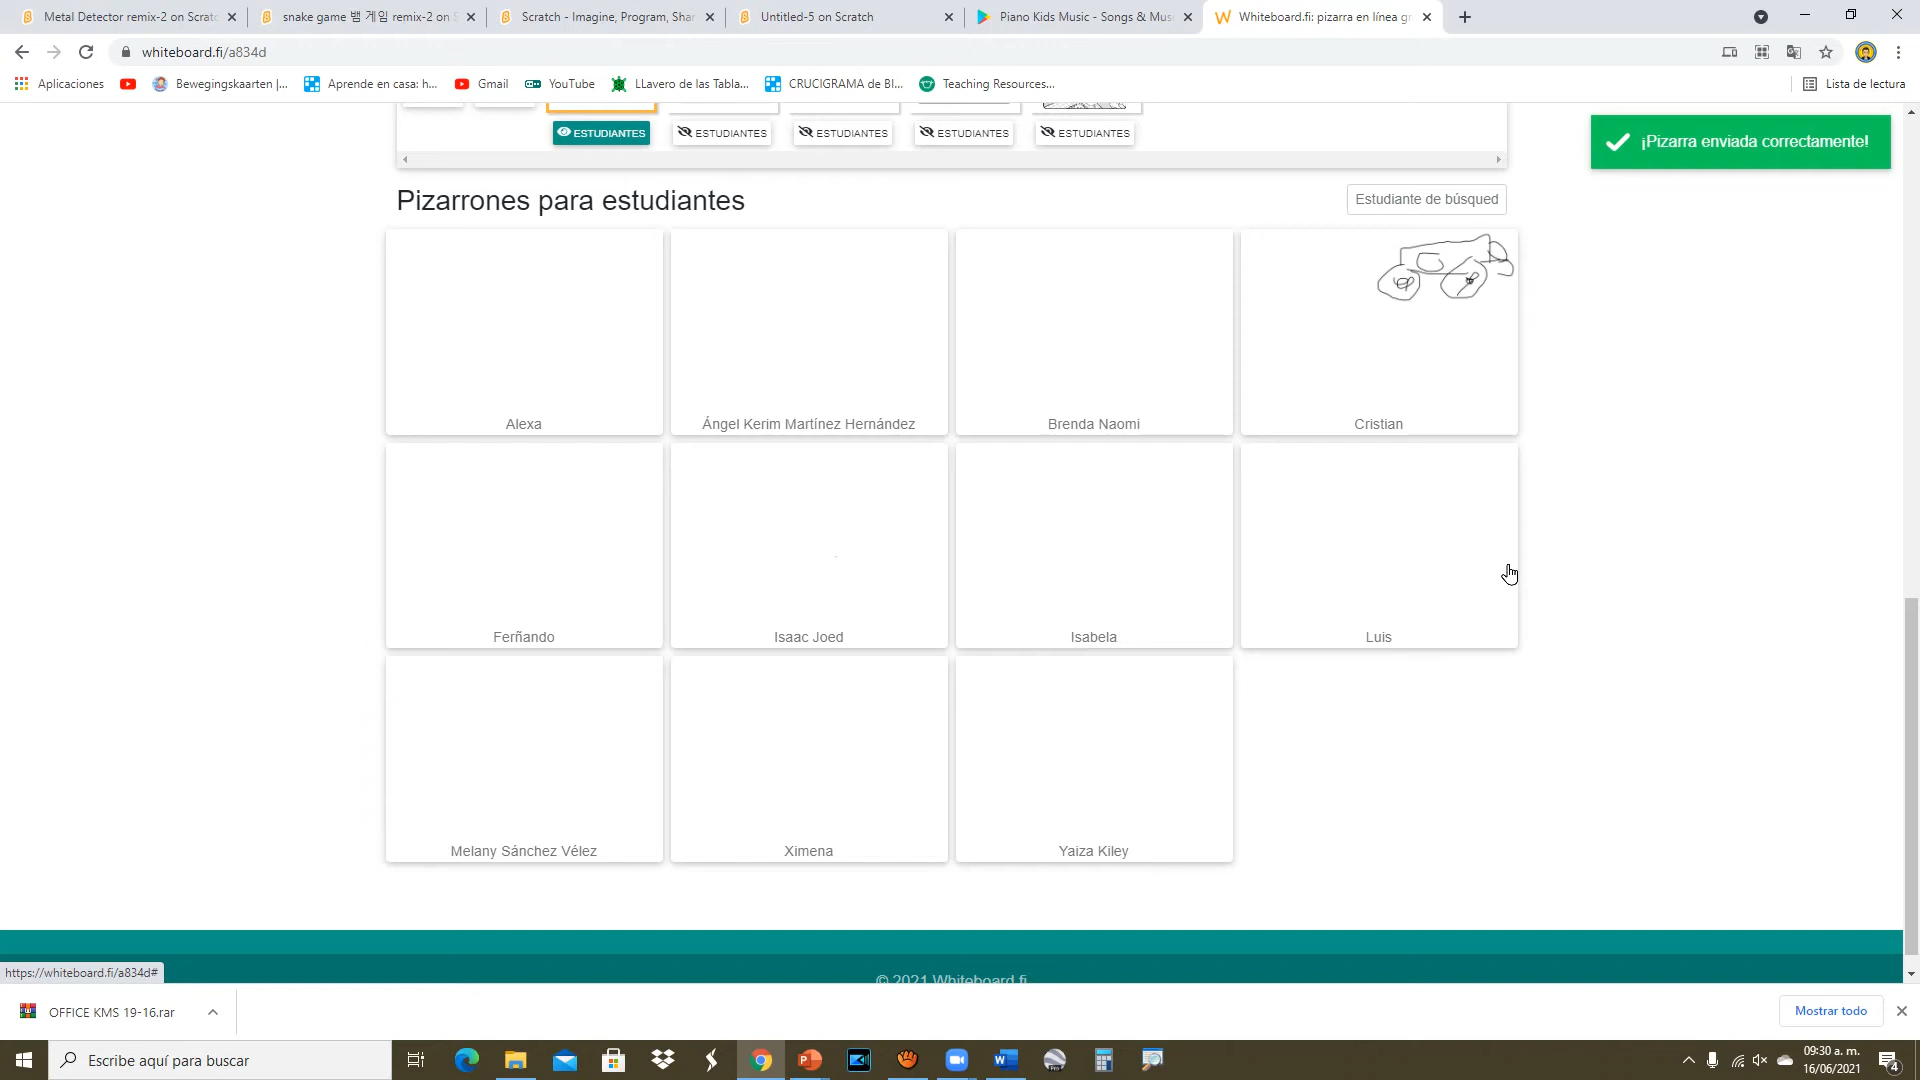 Metal Detector remix-2 on Scratc
snake game 뱀 게임 remix-2 on S
Scratch - Imagine, Program, Shar
Untitled-5 on Scratch
Piano Kids Music - Songs & Mus
Whiteboard.fi: pizarra en línea gr
whiteboard.fi/a834d
Aplicaciones
Bewegingskaarten |...
Aprende en casa: h...
Gmail
YouTube
LLavero de las Tabla...
CRUCIGRAMA de BI...
Teaching Resources...
Lista de lectura
ESTUDIANTES
ESTUDIANTES
ESTUDIANTES
ESTUDIANTES
ESTUDIANTES
¡Pizarra enviada correctamente!
Pizarrones para estudiantes
Estudiante de búsqued
Alexa
Ángel Kerim Martínez Hernández
Brenda Naomi
Cristian
Ferñando
Isaac Joed
Isabela
Luis
Melany Sánchez Vélez
Ximena
Yaiza Kiley
https://whiteboard.fi/a834d#
© 2021 Whiteboard.fi
OFFICE KMS 19-16.rar
Mostrar todo
Escribe aquí para buscar
09:30 a. m.
16/06/2021
4